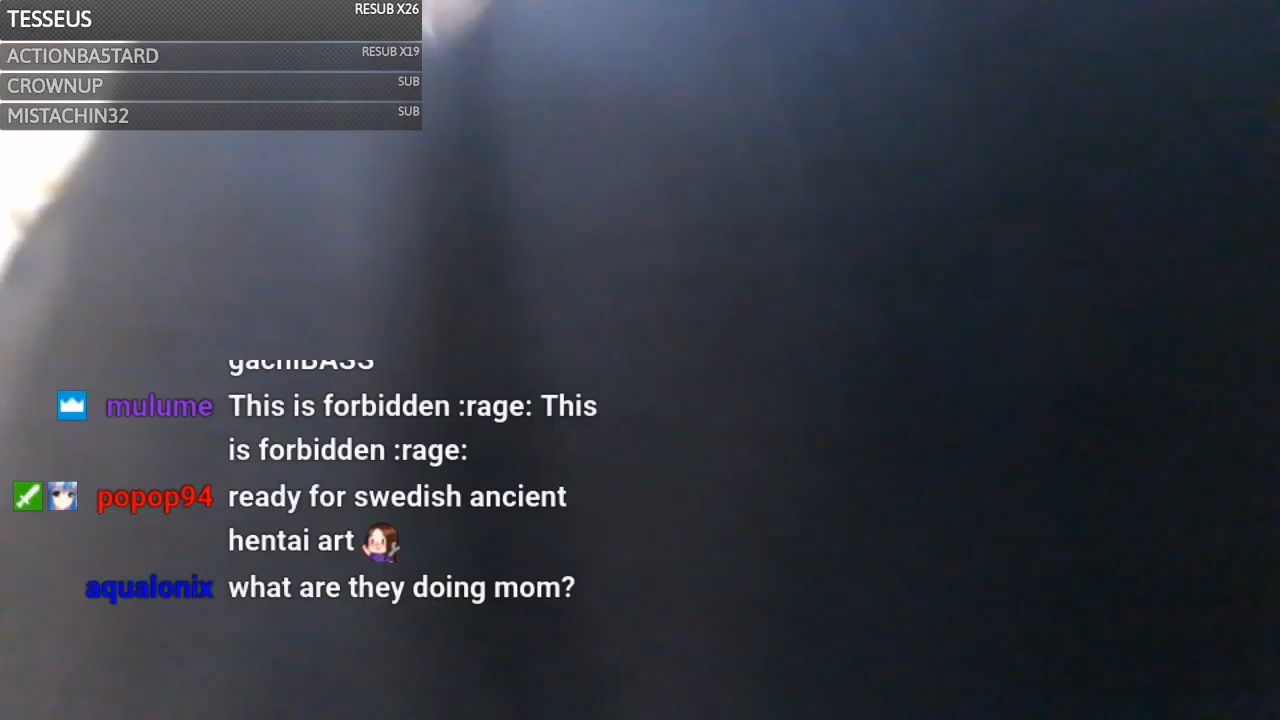 TESSEUS RESUB X26
ACTIONBA5TARD RESUB X19
CROWNUP SUB
MISTACHIN32 SUB
gachiBASS
mulume This is forbidden :rage: This
is forbidden :rage:
popop94 ready for swedish ancient
hentai art
aqualonix what are they doing mom?